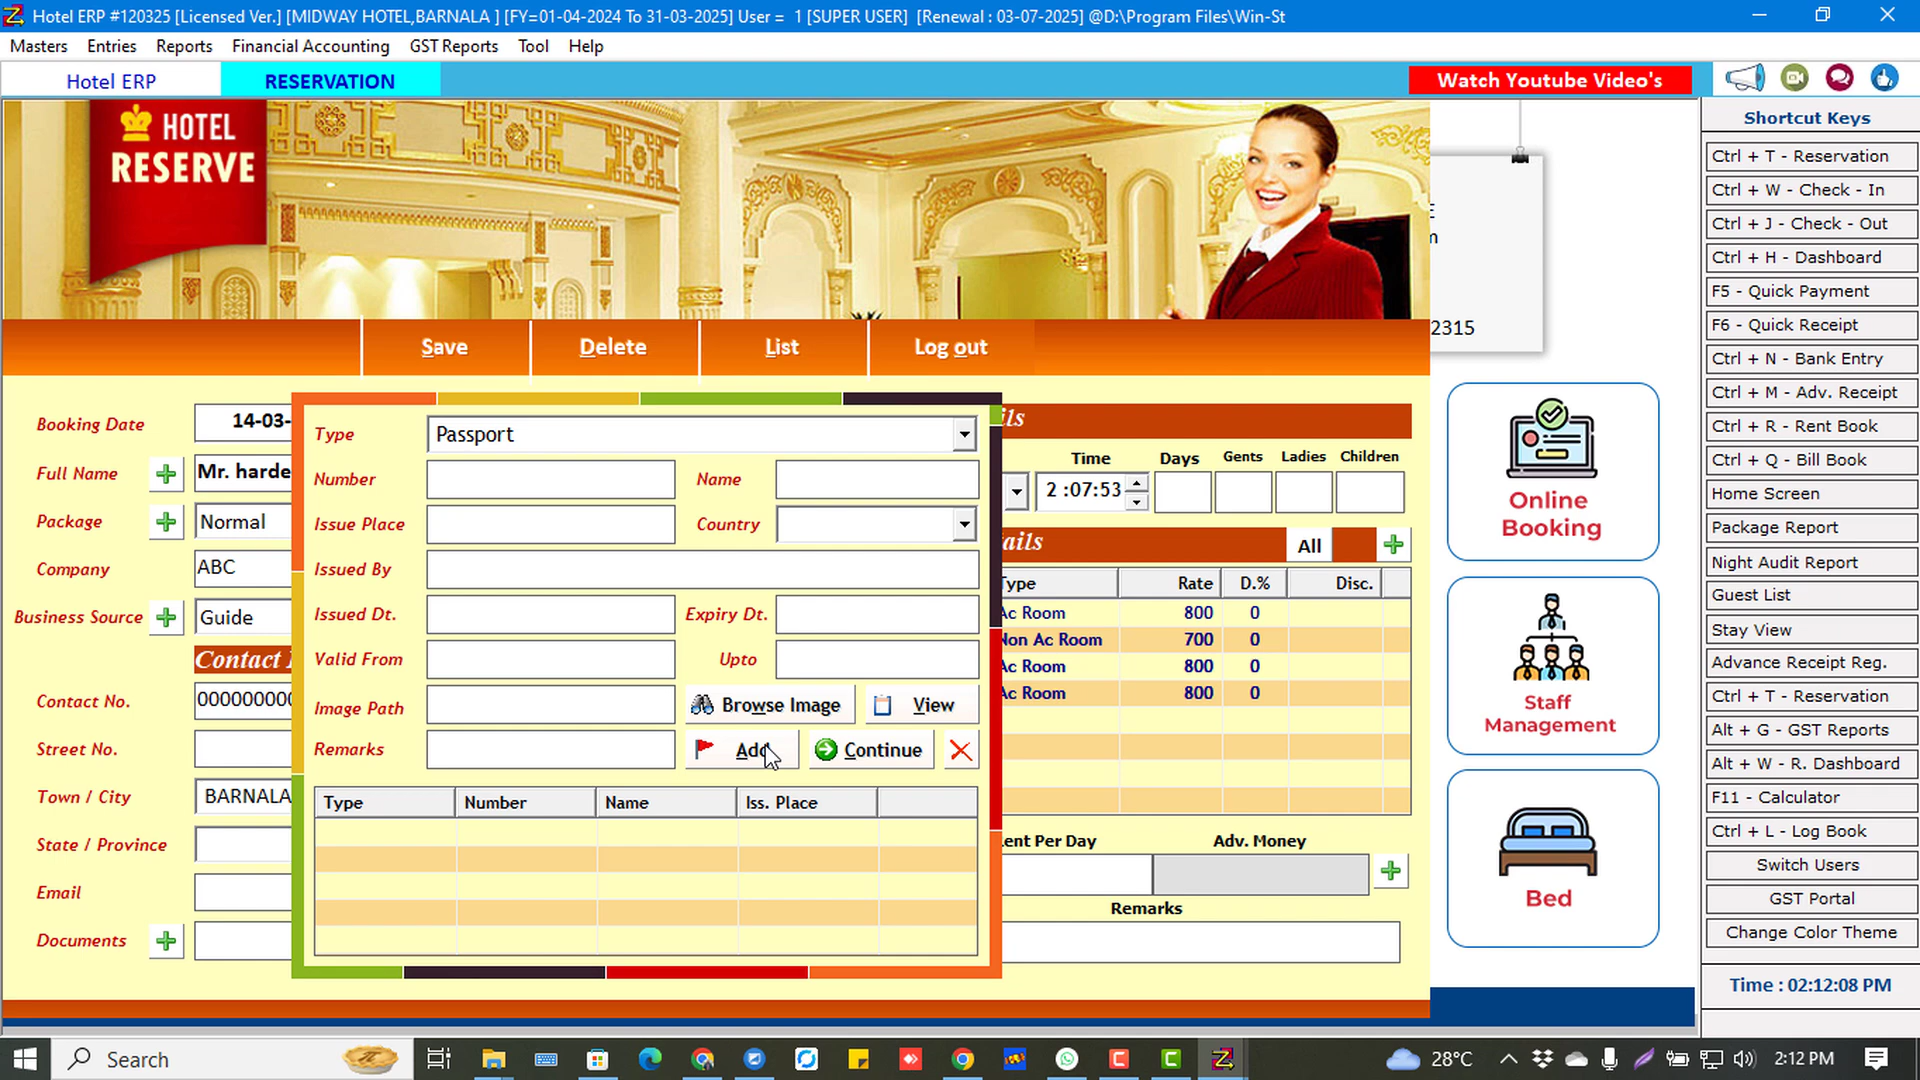 Hotel ERP #120325 [Licensed Ver.] [MIDWAY HOTEL,BARNALA ] [FY=01-04-2024 To 31-03-2025] User = 1 [SUPER USER] [Renewal : 03-07-2025] @D:\Program Files\Win-St
Masters Entries Reports Financial Accounting GST Reports Tool Help
Hotel ERP RESERVATION Watch Youtube Video's
HOTEL
RESERVE
Save Delete List Log out
2315
Booking Date 14-03-
Full Name Mr. harde
Package Normal
Company ABC
Business Source Guide
Contact
Contact No. 000000000
Street No.
Town / City BARNALA
State / Province
Email
Documents
Type Passport
Number Name
Issue Place Country
Issued By
Issued Dt. Expiry Dt.
Valid From Upto
Image Path Browse Image View
Remarks Add Continue
Type Number Name Iss. Place
ils
Time Days Gents Ladies Children
2 :07:53
ails All
Type Rate D.% Disc.
Ac Room 800 0
Non Ac Room 700 0
Ac Room 800 0
Ac Room 800 0
ent Per Day Adv. Money
Remarks
Online
Booking
Staff
Management
Bed
Shortcut Keys
Ctrl + T - Reservation
Ctrl + W - Check - In
Ctrl + J - Check - Out
Ctrl + H - Dashboard
F5 - Quick Payment
F6 - Quick Receipt
Ctrl + N - Bank Entry
Ctrl + M - Adv. Receipt
Ctrl + R - Rent Book
Ctrl + Q - Bill Book
Home Screen
Package Report
Night Audit Report
Guest List
Stay View
Advance Receipt Reg.
Ctrl + T - Reservation
Alt + G - GST Reports
Alt + W - R. Dashboard
F11 - Calculator
Ctrl + L - Log Book
Switch Users
GST Portal
Change Color Theme
Time : 02:12:08 PM
Search 28°C 2:12 PM